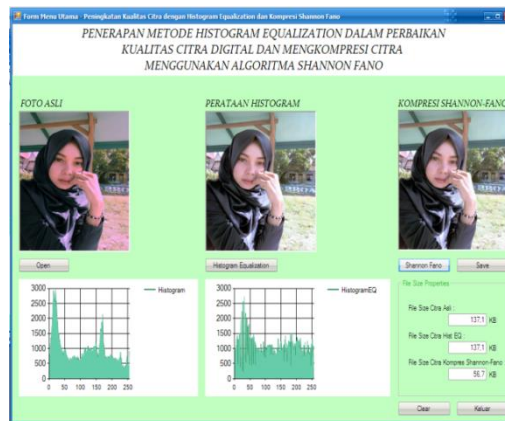 Form Menu Utama - Peningkatan Kualitas Citra dengan Histogram Equalization dan Kompresi Shannon Fano
PENERAPAN METODE HISTOGRAM EQUALIZATION DALAM PERBAIKAN
KUALITAS CITRA DIGITAL DAN MENGKOMPRESI CITRA
MENGGUNAKAN ALGORITMA SHANNON FANO
FOTO ASLI
PERATAAN HISTOGRAM
KOMPRESI SHANNON-FANO
Open
Histogram Equalization
Shannon Fano
Save
3000
2500
2000
1500
1000
500
0
0 50 100 150 200 250
Histogram
3000
2500
2000
1500
1000
500
0
0 50 100 150 200 250
HistogramEQ
File Size Properties
File Size Citra Asli :
137,1 KB
File Size Citra Hist EQ :
137,1 KB
File Size Citra Kompres Shannon-Fano
56,7 KB
Clear
Keluar